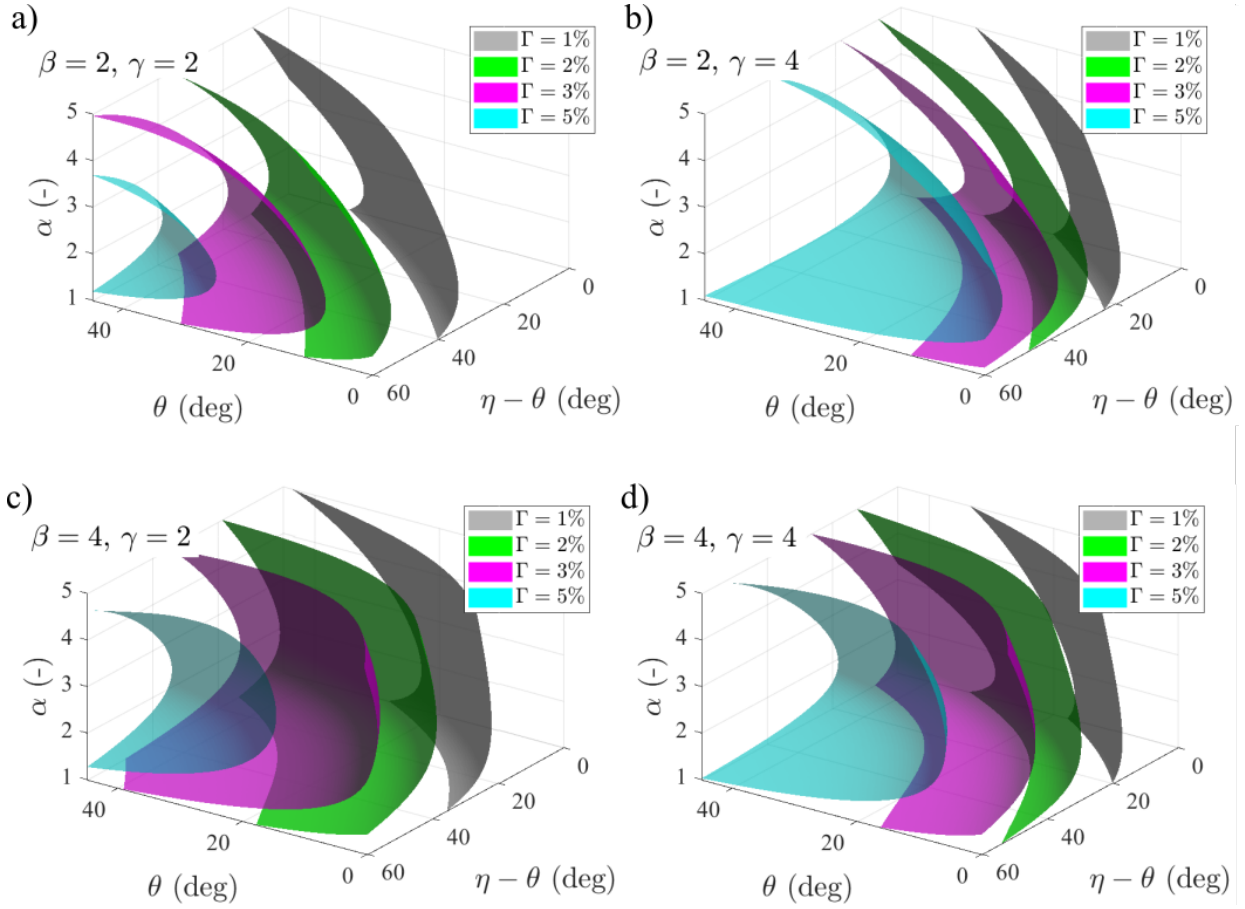 a)
β = 2, γ = 2
Γ = 1%
Γ = 2%
Γ = 3%
Γ = 5%
5
4
3
2
1
α (-)
40
20
0
θ (deg)
60
40
20
0
η − θ (deg)
b)
β = 2, γ = 4
Γ = 1%
Γ = 2%
Γ = 3%
Γ = 5%
5
4
3
2
1
α (-)
40
20
0
θ (deg)
60
40
20
0
η − θ (deg)
c)
β = 4, γ = 2
Γ = 1%
Γ = 2%
Γ = 3%
Γ = 5%
5
4
3
2
1
α (-)
40
20
0
θ (deg)
60
40
20
0
η − θ (deg)
d)
β = 4, γ = 4
Γ = 1%
Γ = 2%
Γ = 3%
Γ = 5%
5
4
3
2
1
α (-)
40
20
0
θ (deg)
60
40
20
0
η − θ (deg)